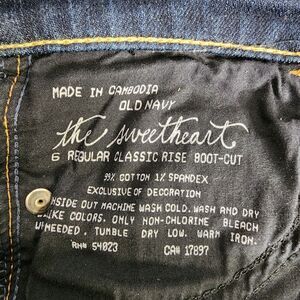 MADE IN CAMBODIA
OLD NAVY
the sweetheart
6 REGULAR CLASSIC RISE BOOT-CUT
99% COTTON 1% SPANDEX
EXCLUSIVE OF DECORATION
INSIDE OUT MACHINE WASH COLD. WASH AND DRY
LIKE COLORS. ONLY NON-CHLORINE BLEACH
NEEDED. TUMBLE DRY LOW. WARM IRON.
RN# 54023 CA# 17897